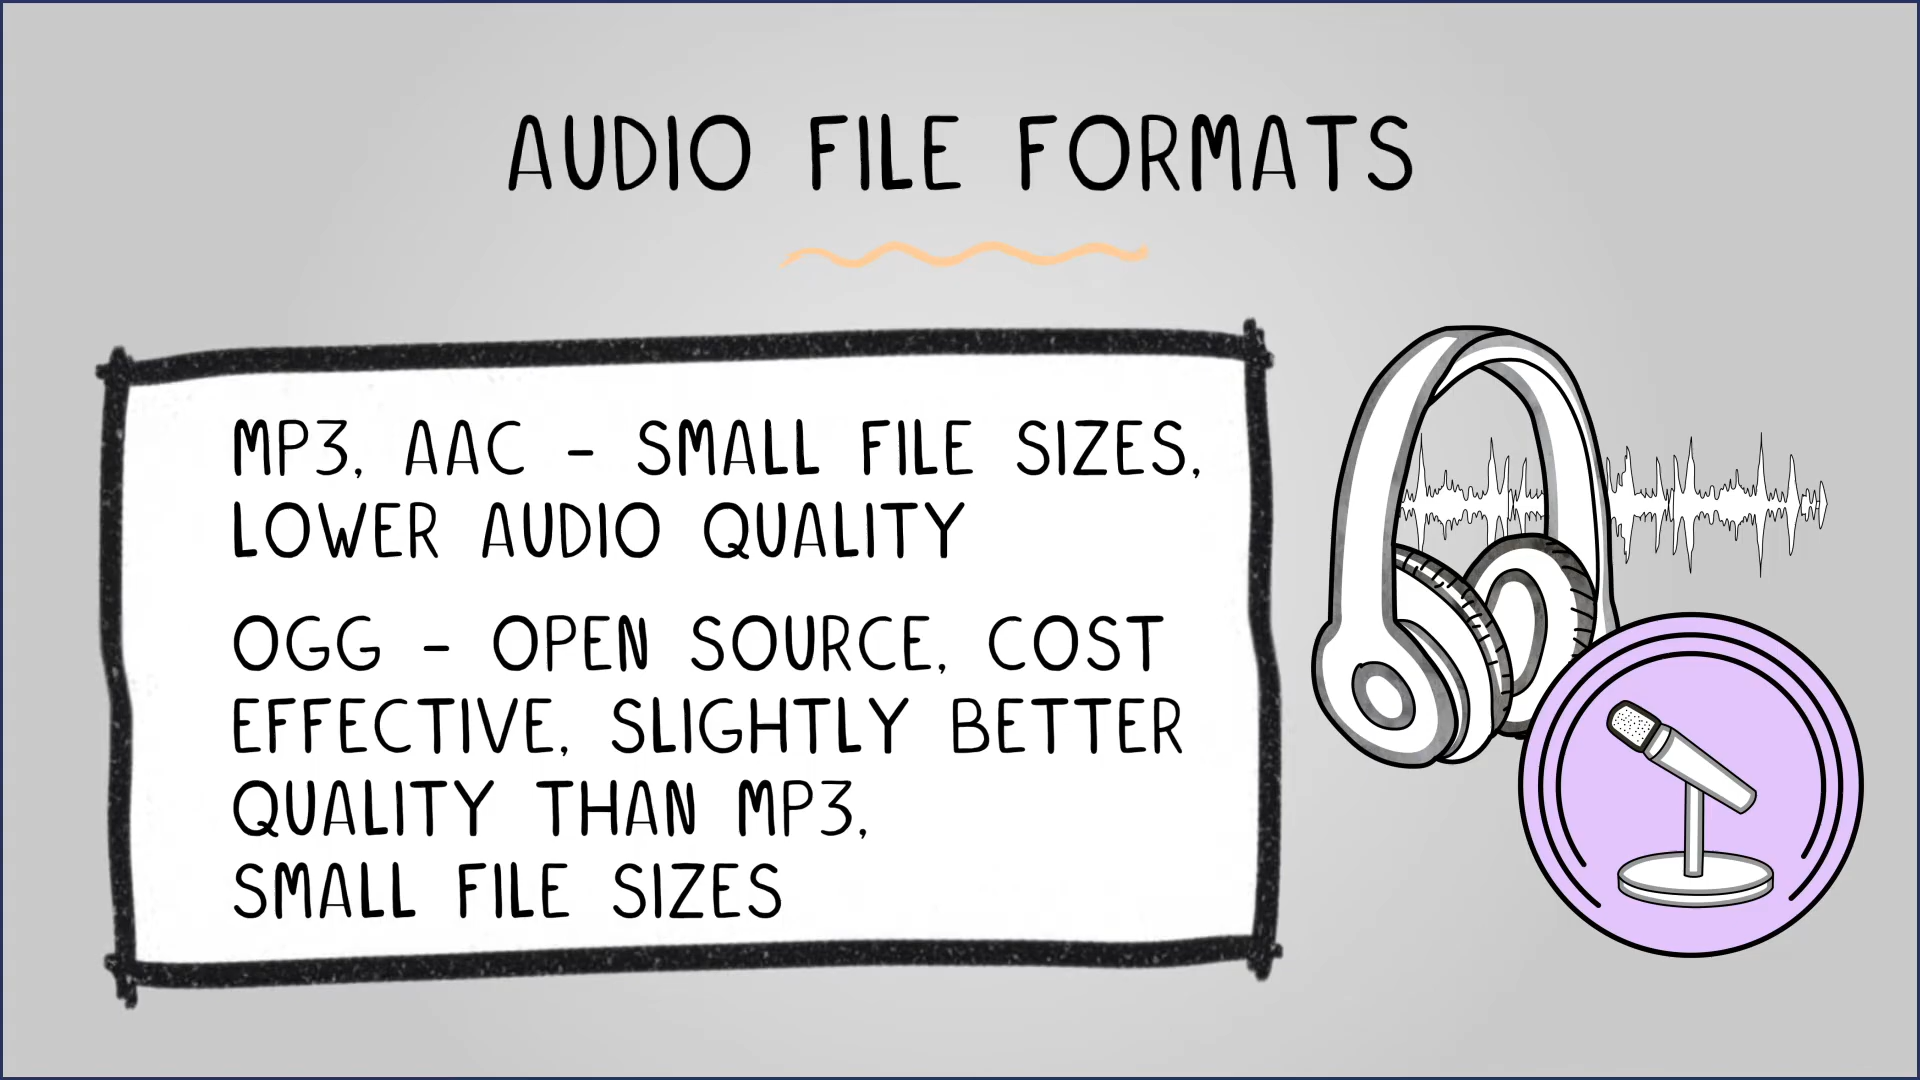 AUDIO FILE FORMATS
MP3, AAC - SMALL FILE SIZES,
LOWER AUDIO QUALITY
OGG - OPEN SOURCE, COST
EFFECTIVE, SLIGHTLY BETTER
QUALITY THAN MP3,
SMALL FILE SIZES